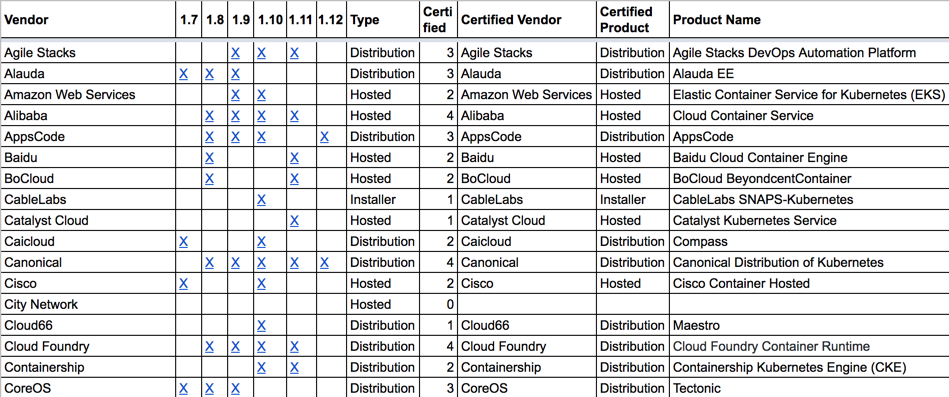 Vendor 1.7 1.8 1.9 1.10 1.11 1.12 Type Certi fied Certified Vendor Certified Product Product Name
Agile Stacks X X X Distribution 3 Agile Stacks Distribution Agile Stacks DevOps Automation Platform
Alauda X X X Distribution 3 Alauda Distribution Alauda EE
Amazon Web Services X X Hosted 2 Amazon Web Services Hosted Elastic Container Service for Kubernetes (EKS)
Alibaba X X X X Hosted 4 Alibaba Hosted Cloud Container Service
AppsCode X X X X Distribution 3 AppsCode Distribution AppsCode
Baidu X X Hosted 2 Baidu Hosted Baidu Cloud Container Engine
BoCloud X X Hosted 2 BoCloud Hosted BoCloud BeyondcentContainer
CableLabs X Installer 1 CableLabs Installer CableLabs SNAPS-Kubernetes
Catalyst Cloud X Hosted 1 Catalyst Cloud Hosted Catalyst Kubernetes Service
Caicloud X X Distribution 2 Caicloud Distribution Compass
Canonical X X X X X Distribution 4 Canonical Distribution Canonical Distribution of Kubernetes
Cisco X X Hosted 2 Cisco Hosted Cisco Container Hosted
City Network Hosted 0
Cloud66 X Distribution 1 Cloud66 Distribution Maestro
Cloud Foundry X X X X Distribution 4 Cloud Foundry Distribution Cloud Foundry Container Runtime
Containership X X Distribution 2 Containership Distribution Containership Kubernetes Engine (CKE)
CoreOS X X X Distribution 3 CoreOS Distribution Tectonic